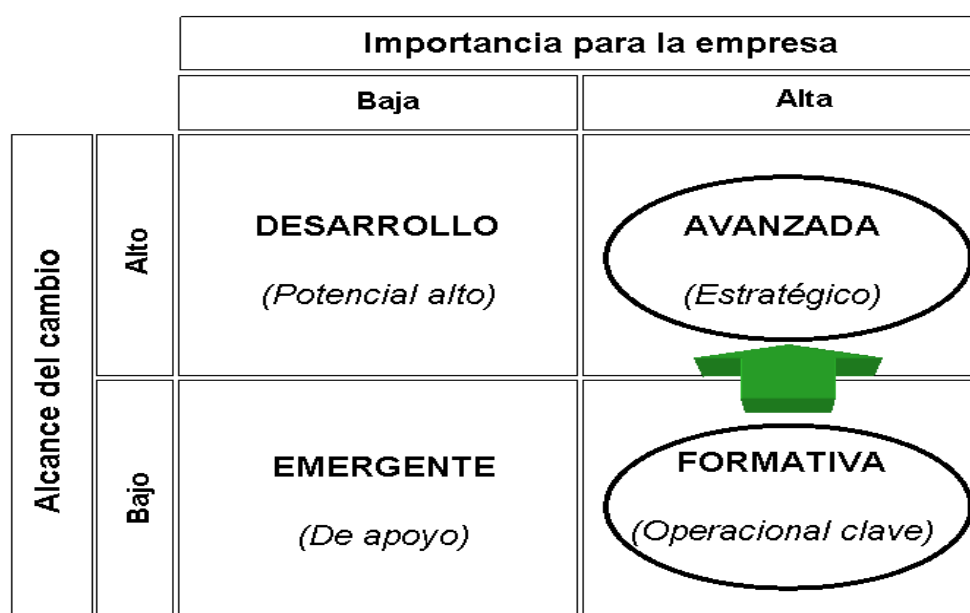 Importancia para la empresa
Baja
Alta
Alcance del cambio
Alto
DESARROLLO
(Potencial alto)
AVANZADA
(Estratégico)
Bajo
EMERGENTE
(De apoyo)
FORMATIVA
(Operacional clave)